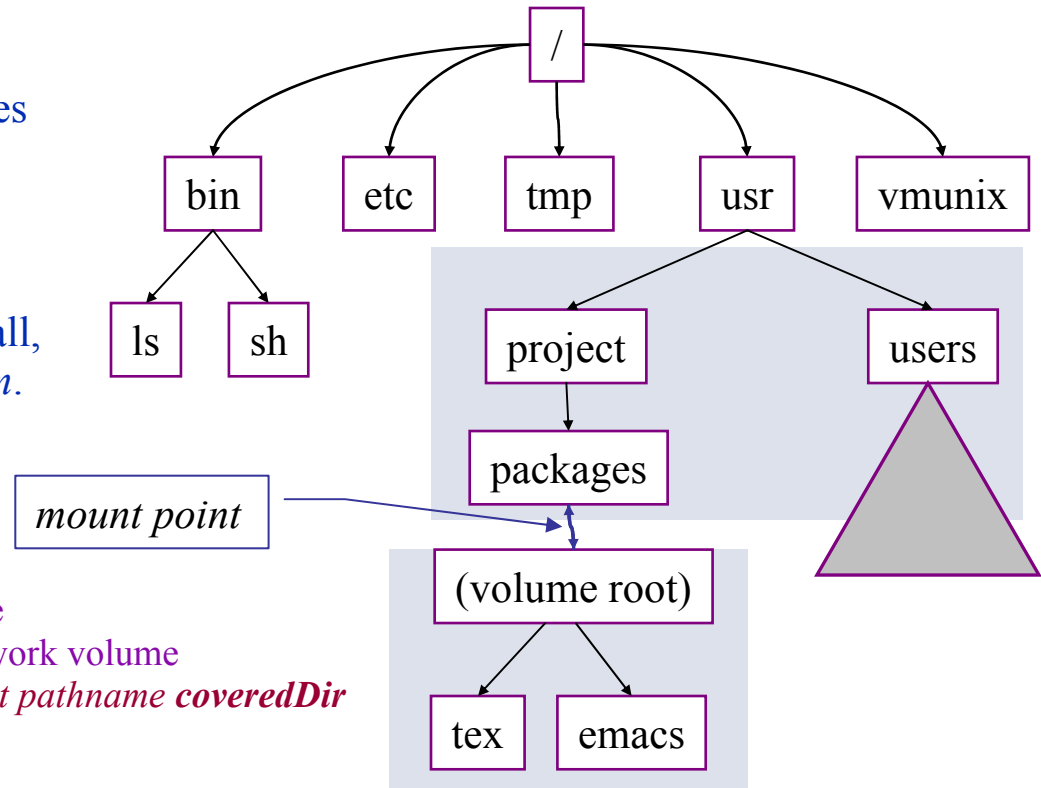 /
es
bin etc tmp usr vmunix
all,
n.
ls sh project users
packages
mount point
(volume root)
e
work volume
t pathname coveredDir
tex emacs